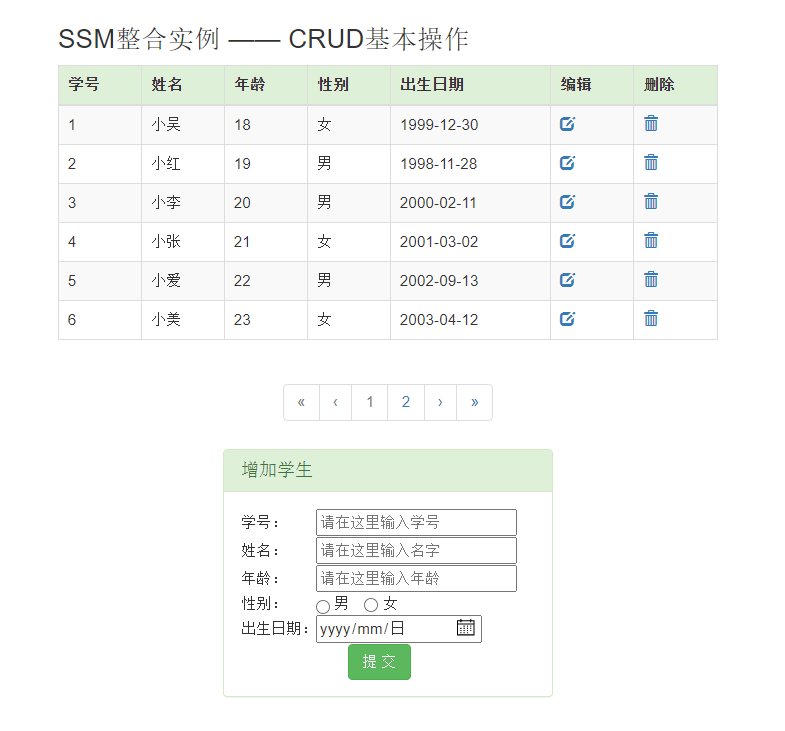 SSM整合实例 —— CRUD基本操作
学号 姓名 年龄 性别 出生日期 编辑 删除
1 小吴 18 女 1999-12-30
2 小红 19 男 1998-11-28
3 小李 20 男 2000-02-11
4 小张 21 女 2001-03-02
5 小爱 22 男 2002-09-13
6 小美 23 女 2003-04-12
« ‹ 1 2 › »
增加学生
学号： 请在这里输入学号
姓名： 请在这里输入名字
年龄： 请在这里输入年龄
性别： 男 女
出生日期： yyyy/mm/日
提 交